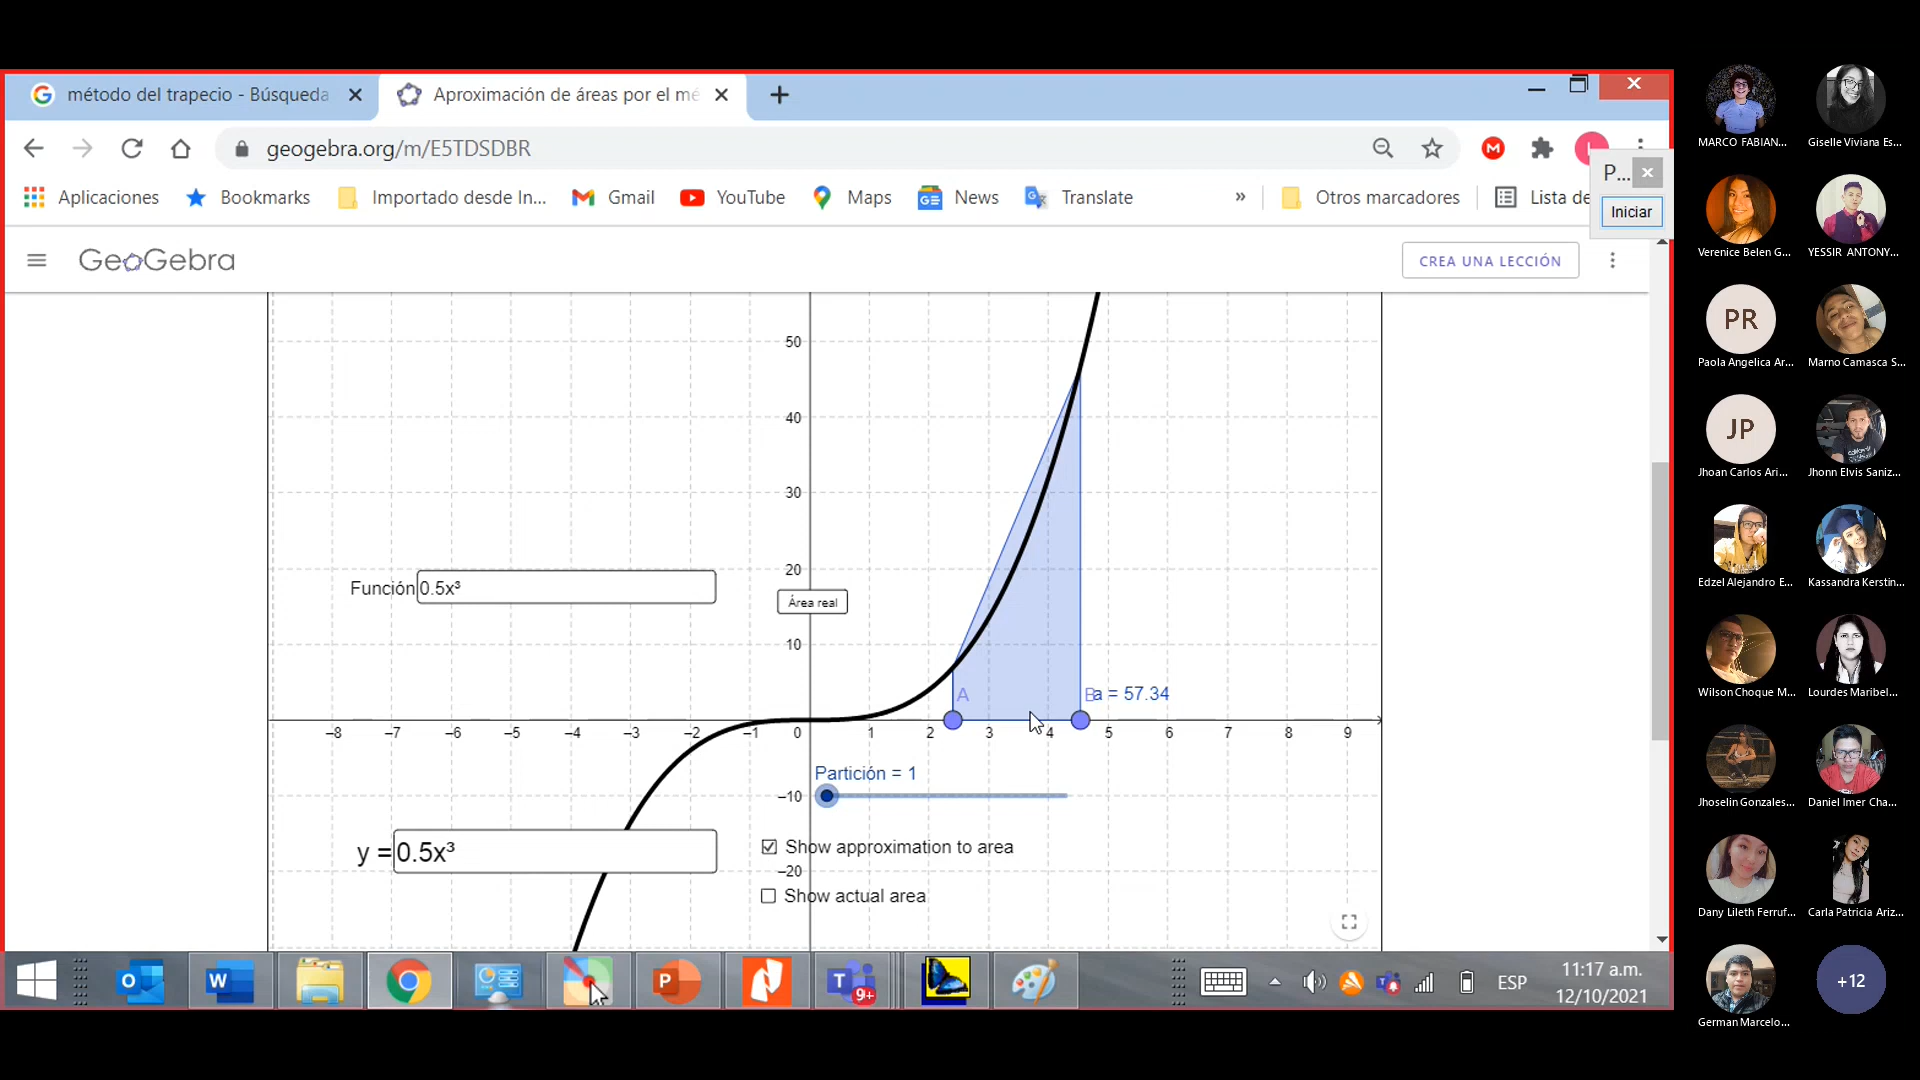 método del trapecio - Búsqueda
Aproximación de áreas por el mé
geogebra.org/m/E5TDSDBR
Aplicaciones
Bookmarks
Importado desde In...
Gmail
YouTube
Maps
News
Translate
»
Otros marcadores
Lista de
P...
Iniciar
GeoGebra
CREA UNA LECCIÓN
50
40
30
20
10
Función 0.5x³
Área real
A
B
a = 57.34
–8 –7 –6 –5 –4 –3 –2 –1 0 1 2 3 4 5 6 7 8 9
Partición = 1
–10
y = 0.5x³
Show approximation to area
–20
Show actual area
9+
ESP
11:17 a.m.
12/10/2021
MARCO FABIAN...
Giselle Viviana Es...
Verenice Belen G...
YESSIR ANTONY...
PR
Paola Angelica Ar...
Marno Camasca S...
JP
Jhoan Carlos Ari...
Jhonn Elvis Saniz...
Edzel Alejandro E...
Kassandra Kerstin...
Wilson Choque M...
Lourdes Maribel...
Jhoselin Gonzales...
Daniel Imer Cha...
Dany Lileth Ferruf...
Carla Patricia Ariz...
German Marcelo...
+12